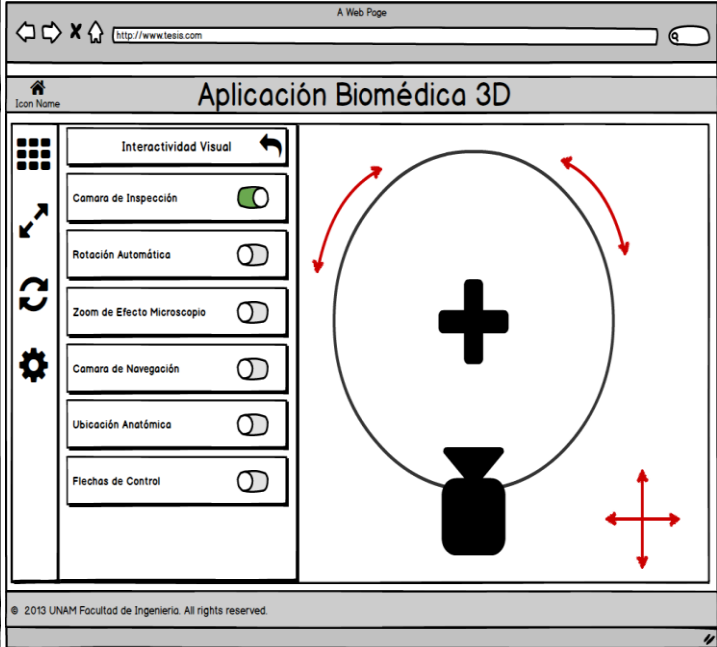 A Web Page
http://www.tesis.com
Icon Name
Aplicación Biomédica 3D
Interactividad Visual
Camara de Inspección
Rotación Automática
Zoom de Efecto Microscopio
Camara de Navegación
Ubicación Anatómica
Flechas de Control
© 2013 UNAM Facultad de Ingenieria. All rights reserved.